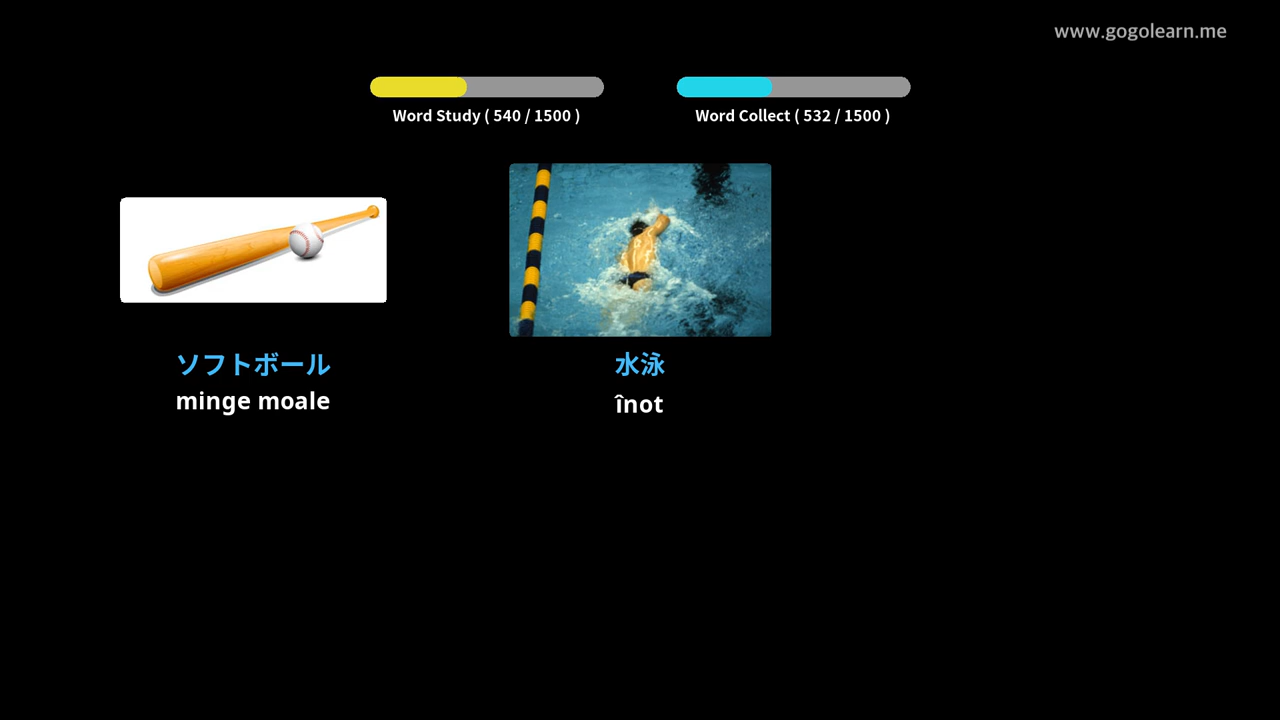 www.gogolearn.me
Word Study ( 540 / 1500 )
Word Collect ( 532 / 1500 )
ソフトボール
minge moale
水泳
înot